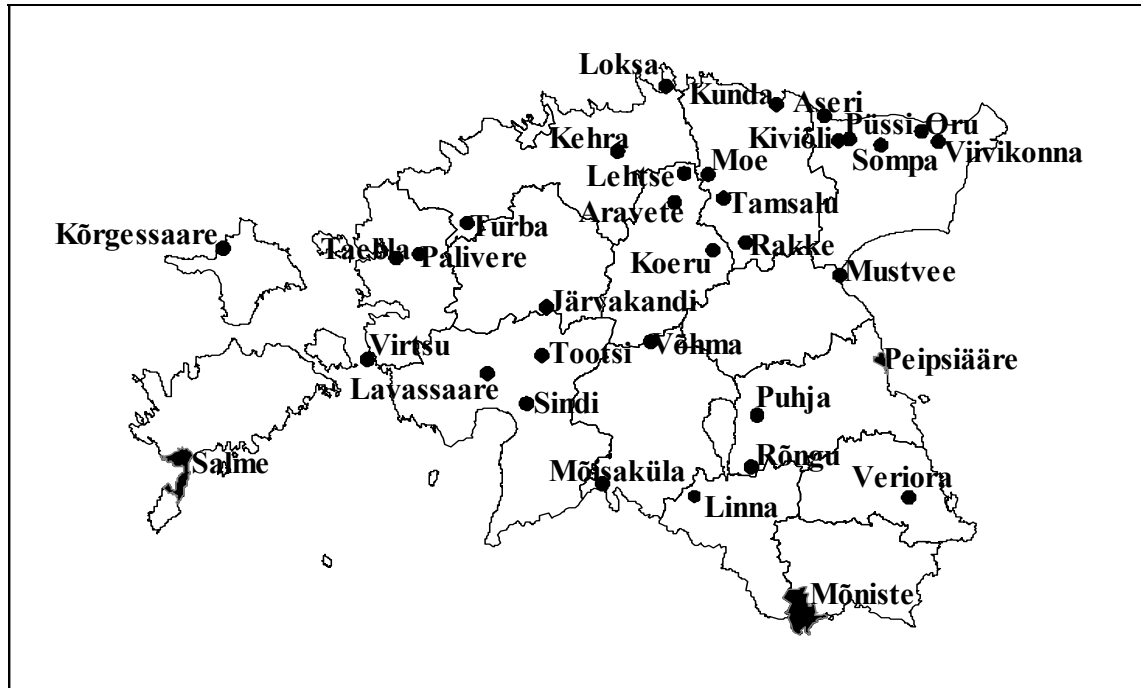 Loksa
Kunda
Aseri
Kehra
Kiviõli
Püssi
Oru
Sompa
Viivikonna
Lehtse
Moe
Aravete
Tamsalu
Turba
Kõrgessaare
Taebla
Palivere
Koeru
Rakke
Mustvee
Järvakandi
Virtsu
Tootsi
Võhma
Peipsiääre
Lavassaare
Sindi
Puhja
Salme
Mõisaküla
Rõngu
Veriora
Linna
Mõniste